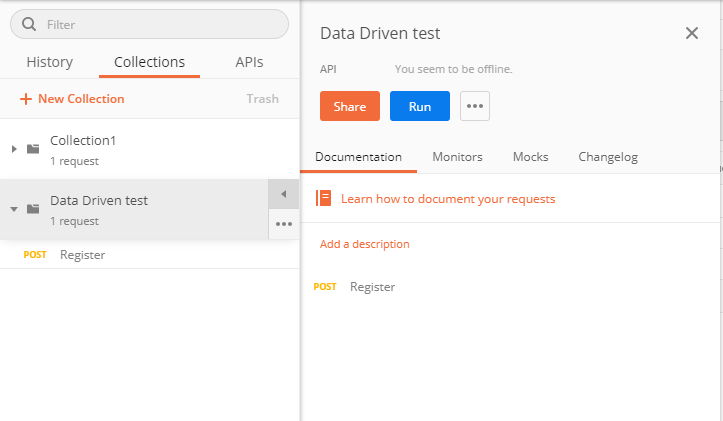 Filter
History Collections APIs
+ New Collection Trash
Collection1
1 request
Data Driven test
1 request
POST Register
Data Driven test
API You seem to be offline.
Share Run
Documentation Monitors Mocks Changelog
Learn how to document your requests
Add a description
POST Register